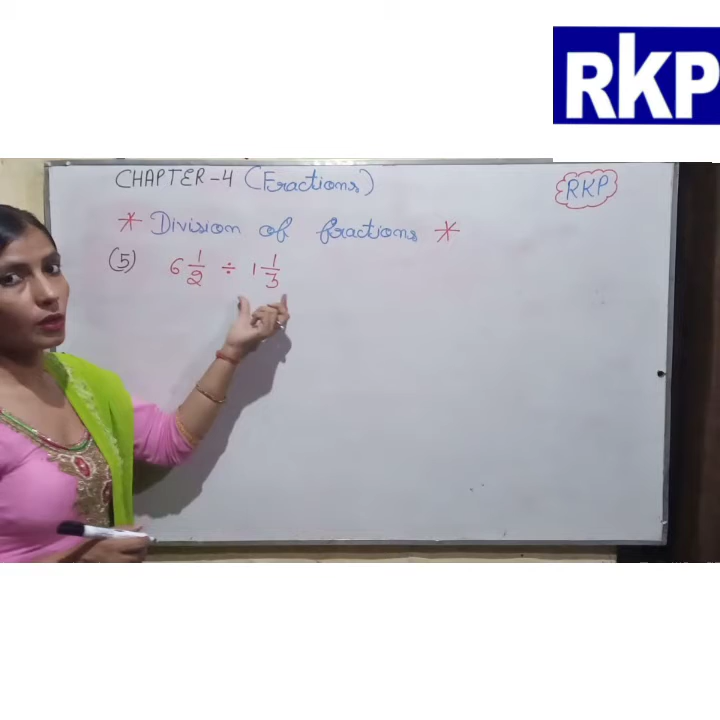 RKP
CHAPTER-4 (Fractions)
RKP
* Division of fractions *
(5) 6 1/2 ÷ 1 1/3